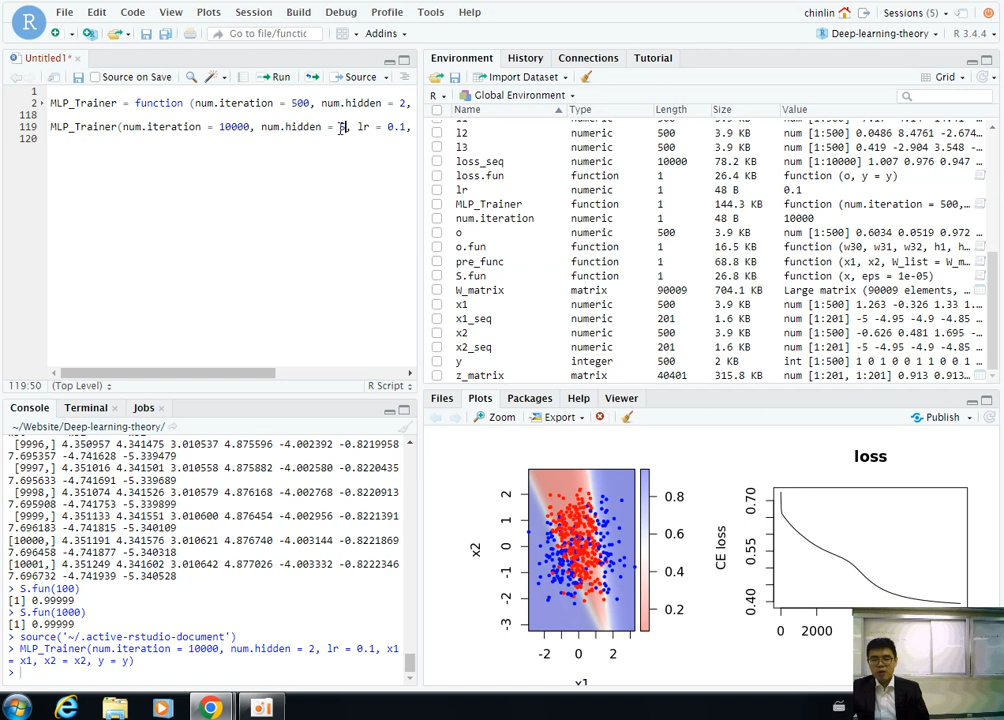 File Edit Code View Plots Session Build Debug Profile Tools Help
chinlin Sessions (5)
Go to file/functic Addins Deep-learning-theory R 3.4.4
Untitled1* ×
Source on Save Run Source
1
2 MLP_Trainer = function (num.iteration = 500, num.hidden = 2,
118
119 MLP_Trainer(num.iteration = 10000, num.hidden = , lr = 0.1,
120
119:50 (Top Level) R Script
Console Terminal × Jobs ×
~/Website/Deep-learning-theory/
[9996,] 4.350957 4.341475 3.010537 4.875596 -4.002392 -0.8219958
7.695357 -4.741628 -5.339479
[9997,] 4.351016 4.341501 3.010558 4.875882 -4.002580 -0.8220435
7.695633 -4.741691 -5.339689
[9998,] 4.351074 4.341526 3.010579 4.876168 -4.002768 -0.8220913
7.695908 -4.741753 -5.339899
[9999,] 4.351133 4.341551 3.010600 4.876454 -4.002956 -0.8221391
7.696183 -4.741815 -5.340109
[10000,] 4.351191 4.341576 3.010621 4.876740 -4.003144 -0.8221869
7.696458 -4.741877 -5.340318
[10001,] 4.351249 4.341602 3.010642 4.877026 -4.003332 -0.8222346
7.696732 -4.741939 -5.340528
> S.fun(100)
[1] 0.99999
> S.fun(1000)
[1] 0.99999
> source('~/.active-rstudio-document')
> MLP_Trainer(num.iteration = 10000, num.hidden = 2, lr = 0.1, x1
= x1, x2 = x2, y = y)
>
Environment History Connections Tutorial
Import Dataset Grid
R Global Environment
Name Length Size Value
l2 numeric 500 3.9 KB num [1:500] 0.0486 8.4761 -2.674…
l3 numeric 500 3.9 KB num [1:500] 0.419 -2.904 3.548 -…
loss_seq numeric 10000 78.2 KB num [1:10000] 1.007 0.976 0.947 …
loss.fun function 1 26.4 KB function (o, y = y)
lr numeric 1 48 B 0.1
MLP_Trainer function 1 144.3 KB function (num.iteration = 500,…
num.iteration numeric 1 48 B 10000
o numeric 500 3.9 KB num [1:500] 0.6034 0.0519 0.972 …
o.fun function 1 16.5 KB function (w30, w31, w32, h1, h…
pre_func function 1 68.8 KB function (x1, x2, W_list = W_m…
S.fun function 1 26.8 KB function (x, eps = 1e-05)
W_matrix matrix 90009 704.1 KB Large matrix (90009 elements, …
x1 numeric 500 3.9 KB num [1:500] 1.263 -0.326 1.33 1.…
x1_seq numeric 201 1.6 KB num [1:201] -5 -4.95 -4.9 -4.85 …
x2 numeric 500 3.9 KB num [1:500] -0.626 0.481 1.695 -…
x2_seq numeric 201 1.6 KB num [1:201] -5 -4.95 -4.9 -4.85 …
y integer 500 2 KB int [1:500] 1 0 1 0 0 1 1 0 0 1 …
z_matrix matrix 40401 315.8 KB num [1:201, 1:201] 0.913 0.913 0…
Files Plots Packages Help Viewer
Zoom Export Publish
x2
2
1
0
-1
-2
-3
-2 0 2
x1
0.8
0.6
0.4
0.2
loss
CE loss
0.70
0.55
0.40
0 2000